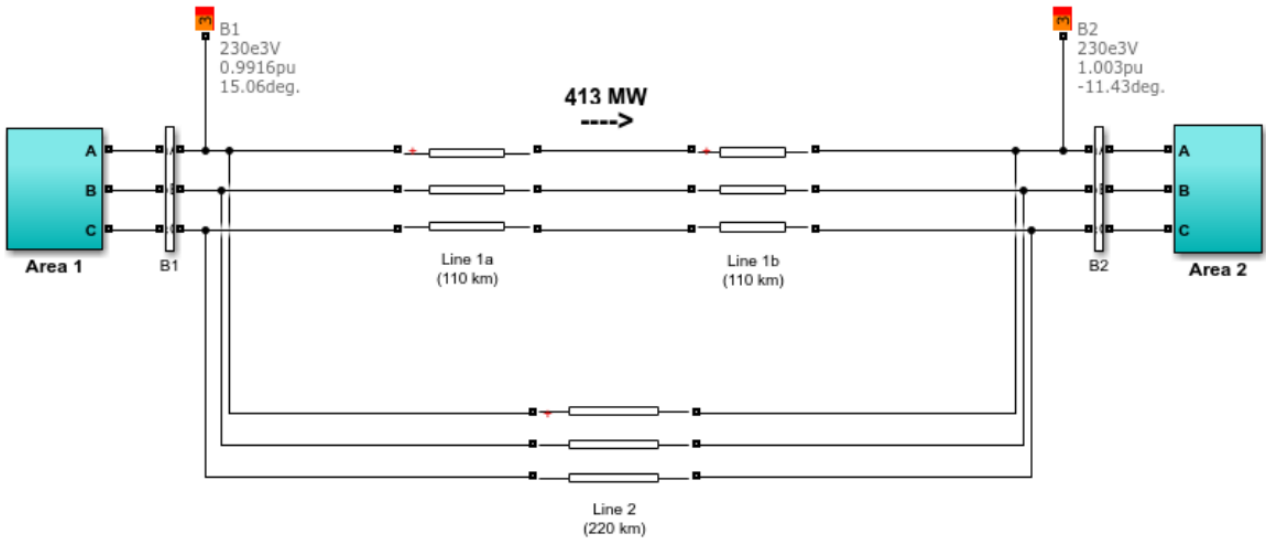 3
B1
230e3V
0.9916pu
15.06deg.
3
B2
230e3V
1.003pu
-11.43deg.
413 MW
---->
A
B
C
Area 1
B1
Line 1a
(110 km)
Line 1b
(110 km)
A
B
C
B2
Area 2
Line 2
(220 km)